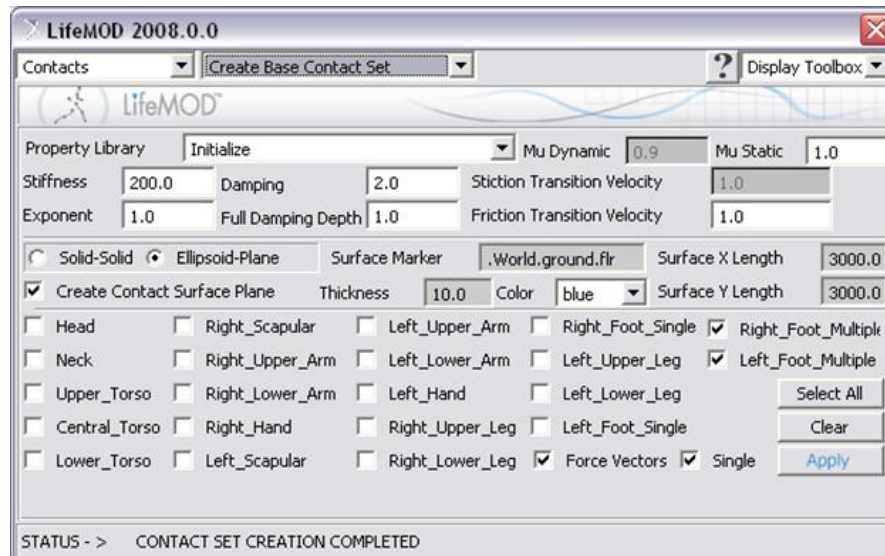 LifeMOD 2008.0.0
Contacts Create Base Contact Set ? Display Toolbox
LifeMOD™
Property Library Initialize Mu Dynamic 0.9 Mu Static 1.0
Stiffness 200.0 Damping 2.0 Stiction Transition Velocity 1.0
Exponent 1.0 Full Damping Depth 1.0 Friction Transition Velocity 1.0
Solid-Solid Ellipsoid-Plane Surface Marker .World.ground.flr Surface X Length 3000.0
Create Contact Surface Plane Thickness 10.0 Color blue Surface Y Length 3000.0
Head Right_Scapular Left_Upper_Arm Right_Foot_Single Right_Foot_Multiple
Neck Right_Upper_Arm Left_Lower_Arm Left_Upper_Leg Left_Foot_Multiple
Upper_Torso Right_Lower_Arm Left_Hand Left_Lower_Leg Select All
Central_Torso Right_Hand Right_Upper_Leg Left_Foot_Single Clear
Lower_Torso Left_Scapular Right_Lower_Leg Force Vectors Single Apply
STATUS - > CONTACT SET CREATION COMPLETED